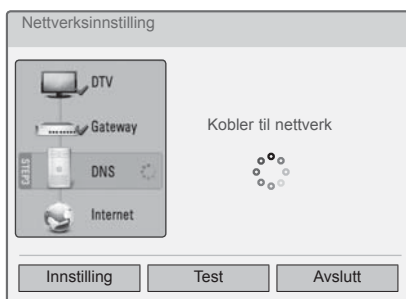 Nettverksinnstilling
DTV
Gateway
STEP3
DNS
Internet
Kobler til nettverk
Innstilling
Test
Avslutt